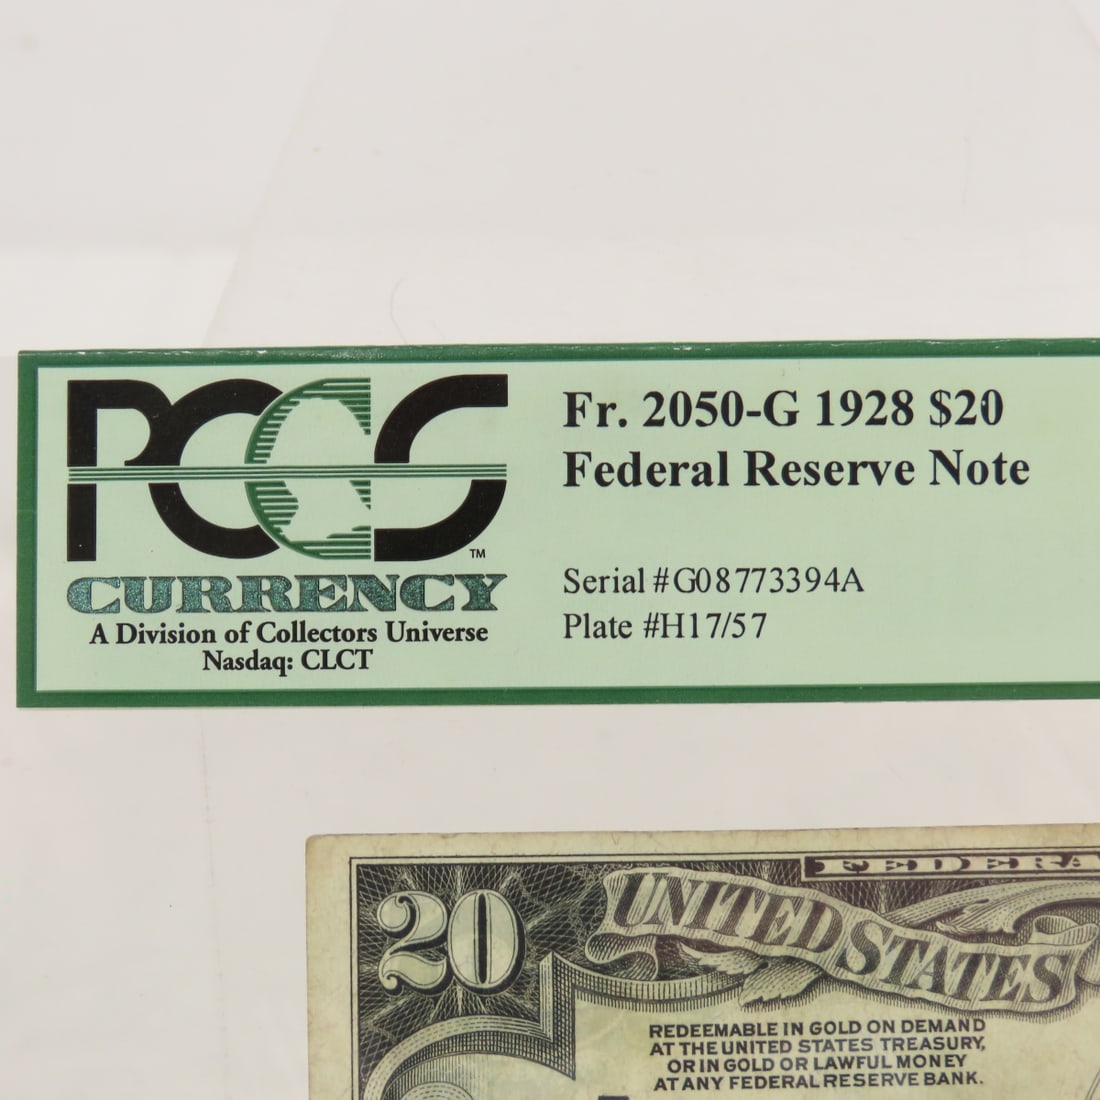 PCGS ™
CURRENCY
A Division of Collectors Universe
Nasdaq: CLCT
Fr. 2050-G 1928 $20
Federal Reserve Note
Serial #G08773394A
Plate #H17/57
FEDERA
20
UNITED STATES
REDEEMABLE IN GOLD ON DEMAND
AT THE UNITED STATES TREASURY,
OR IN GOLD OR LAWFUL MONEY
AT ANY FEDERAL RESERVE BANK.